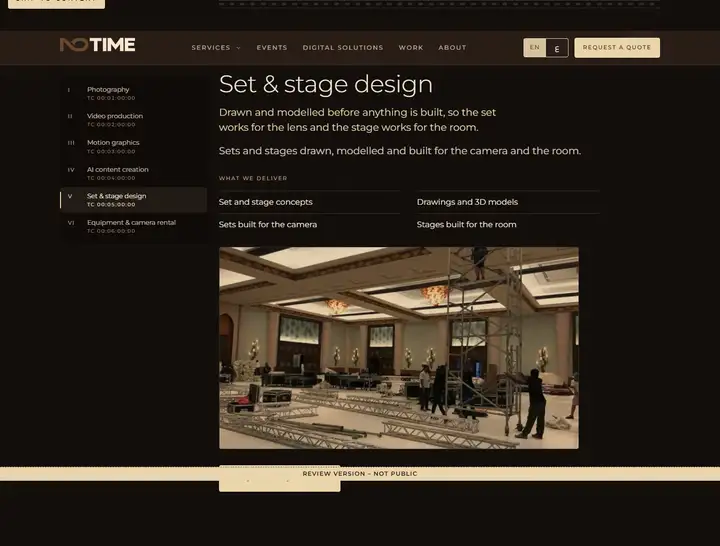 NOTIME
SERVICES
EVENTS
DIGITAL SOLUTIONS
WORK
ABOUT
EN
REQUEST A QUOTE
I Photography
TC 00:01:00:00
II Video production
TC 00:02:00:00
III Motion graphics
TC 00:03:00:00
IV AI content creation
TC 00:04:00:00
V Set & stage design
TC 00:05:00:00
VI Equipment & camera rental
TC 00:06:00:00
Set & stage design
Drawn and modelled before anything is built, so the set
works for the lens and the stage works for the room.
Sets and stages drawn, modelled and built for the camera and the room.
WHAT WE DELIVER
Set and stage concepts
Drawings and 3D models
Sets built for the camera
Stages built for the room
REVIEW VERSION – NOT PUBLIC